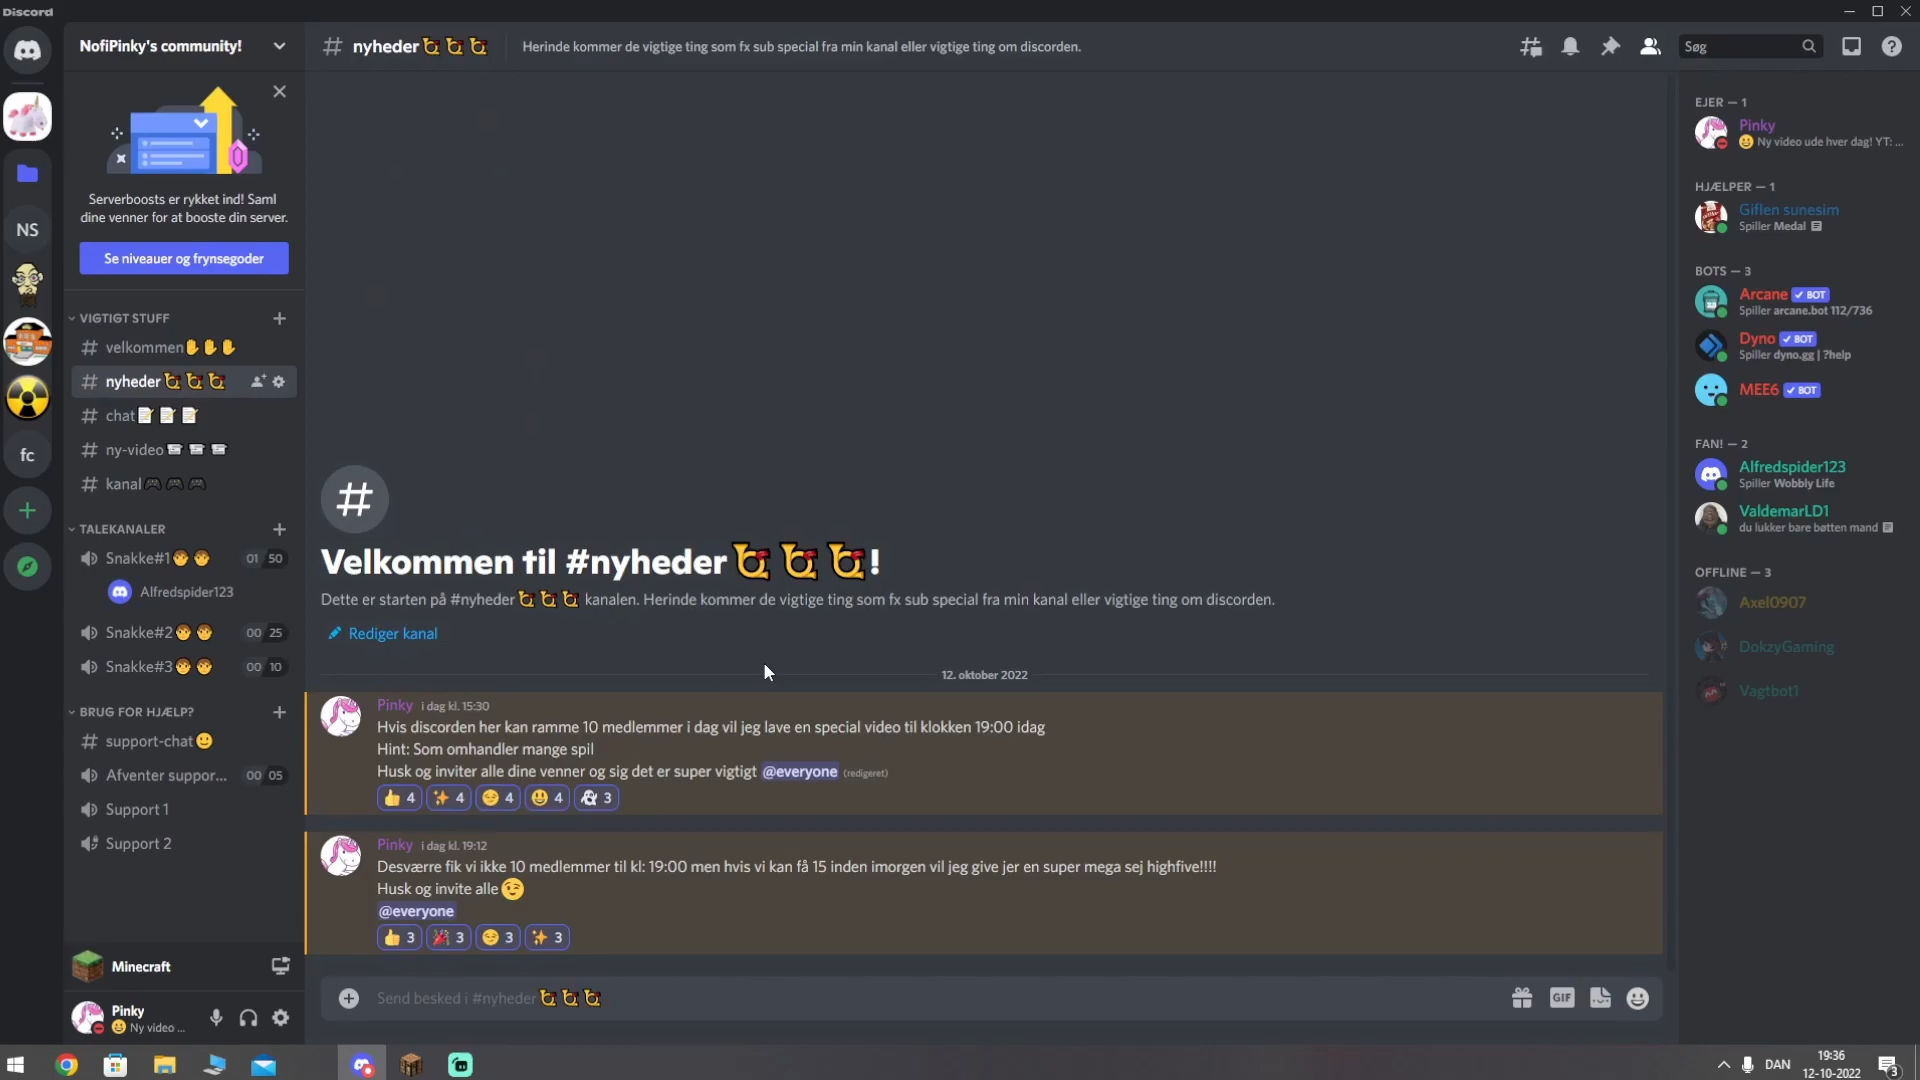 Discord
NofiPinky's community!
Serverboosts er rykket ind! Saml
dine venner for at booste din server.
Se niveauer og frynsegoder
VIGTIGT STUFF
velkommen✋✋✋
nyheder📯📯📯
chat📝📝📝
ny-video
kanal🎮🎮🎮
TALEKANALER
Snakke#1 01 50
Alfredspider123
Snakke#2 00 25
Snakke#3 00 10
BRUG FOR HJÆLP?
support-chat🙂
Afventer suppor... 00 05
Support 1
Support 2
Minecraft
Pinky
Ny video ...
NS
fc
# nyheder📯📯📯
Herinde kommer de vigtige ting som fx sub special fra min kanal eller vigtige ting om discorden.
Søg
Velkommen til #nyheder📯📯📯!
Dette er starten på #nyheder📯📯📯 kanalen. Herinde kommer de vigtige ting som fx sub special fra min kanal eller vigtige ting om discorden.
Rediger kanal
12. oktober 2022
Pinky i dag kl. 15:30
Hvis discorden her kan ramme 10 medlemmer i dag vil jeg lave en special video til klokken 19:00 idag
Hint: Som omhandler mange spil
Husk og inviter alle dine venner og sig det er super vigtigt @everyone (redigeret)
👍 4 ✨ 4 😏 4 😃 4 👻 3
Pinky i dag kl. 19:12
Desværre fik vi ikke 10 medlemmer til kl: 19:00 men hvis vi kan få 15 inden imorgen vil jeg give jer en super mega sej highfive!!!!
Husk og invite alle😉
@everyone
👍 3 🎉 3 😏 3 ✨ 3
Send besked i #nyheder📯📯📯
GIF
EJER — 1
Pinky
Ny video ude hver dag! YT: ...
HJÆLPER — 1
Giflen sunesim
Spiller Medal
BOTS — 3
Arcane ✓ BOT
Spiller arcane.bot 112/736
Dyno ✓ BOT
Spiller dyno.gg | ?help
MEE6 ✓ BOT
FAN! — 2
Alfredspider123
Spiller Wobbly Life
ValdemarLD1
du lukker bare bøtten mand
OFFLINE — 3
Axel0907
DokzyGaming
Vagtbot1
DAN
19:36
12-10-2022
3